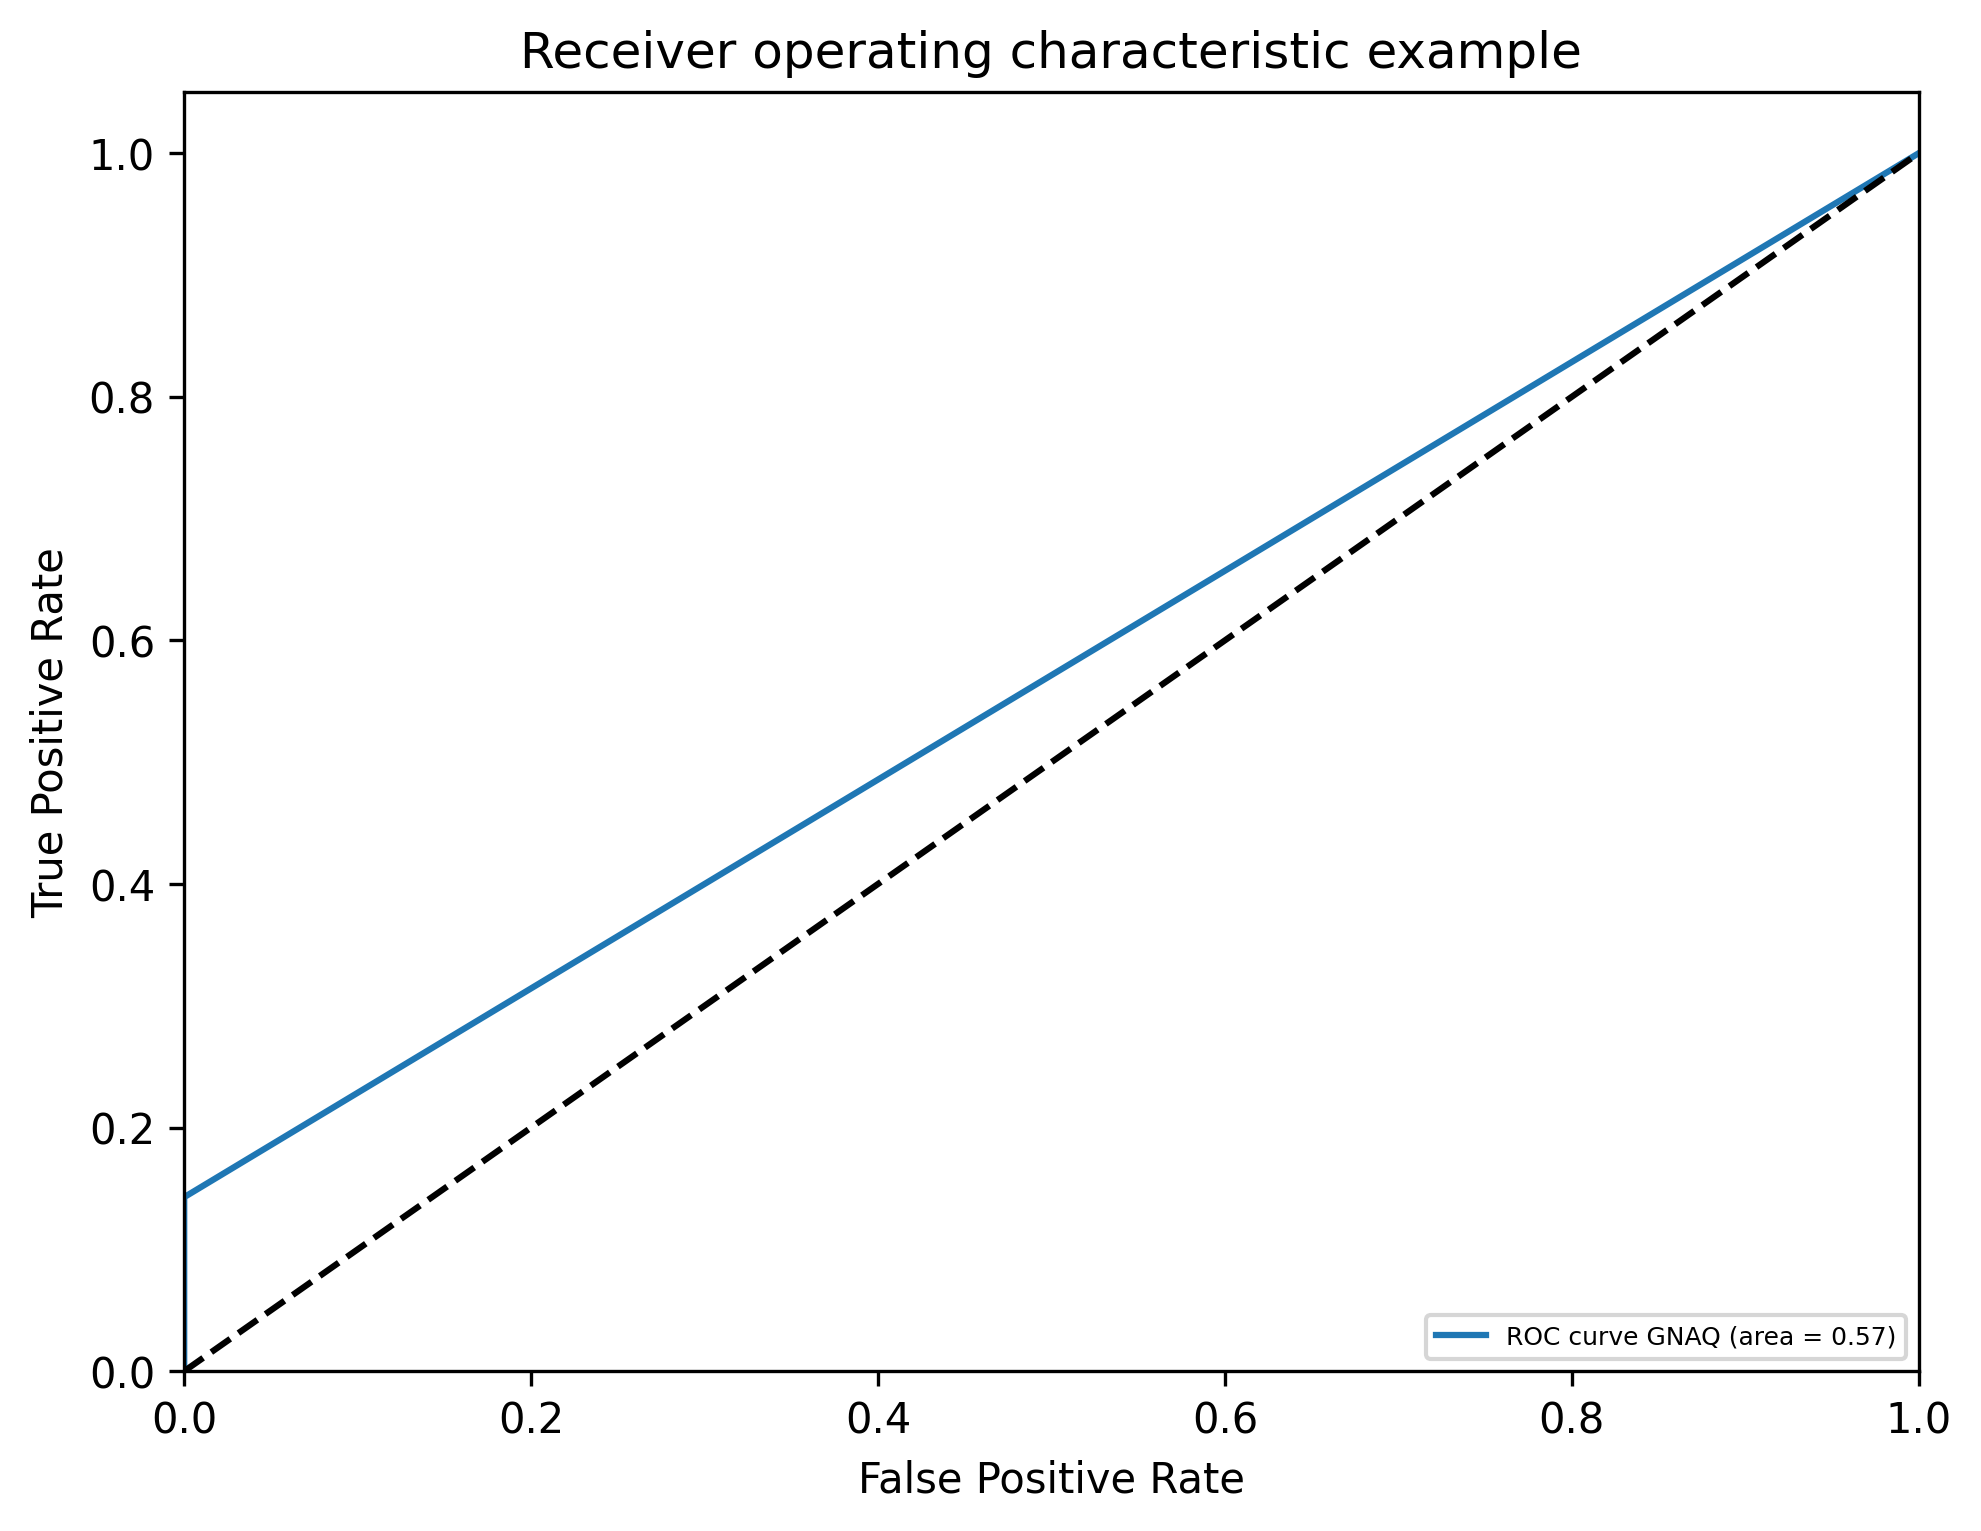 Receiver operating characteristic example
1.0
0.8
0.6
0.4
0.2
0.0
True Positive Rate
0.0 0.2 0.4 0.6 0.8 1.0
False Positive Rate
ROC curve GNAQ (area = 0.57)